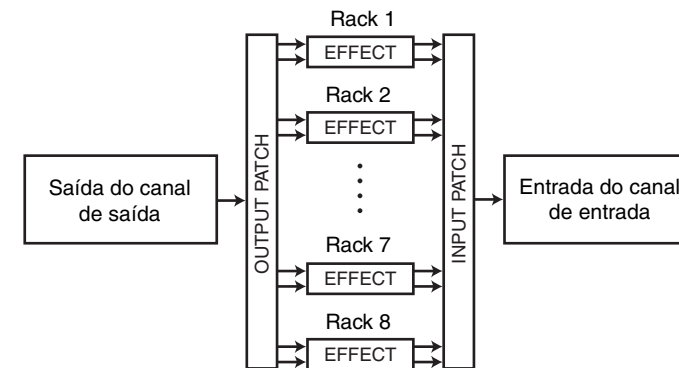 Rack 1
EFFECT
Rack 2
EFFECT
Saída do canal
de saída
OUTPUT PATCH
INPUT PATCH
Entrada do canal
de entrada
Rack 7
EFFECT
Rack 8
EFFECT